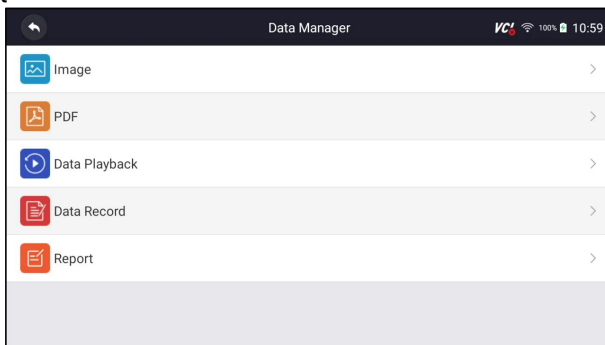 Data Manager VCI 100% 10:59
Image
PDF
Data Playback
Data Record
Report